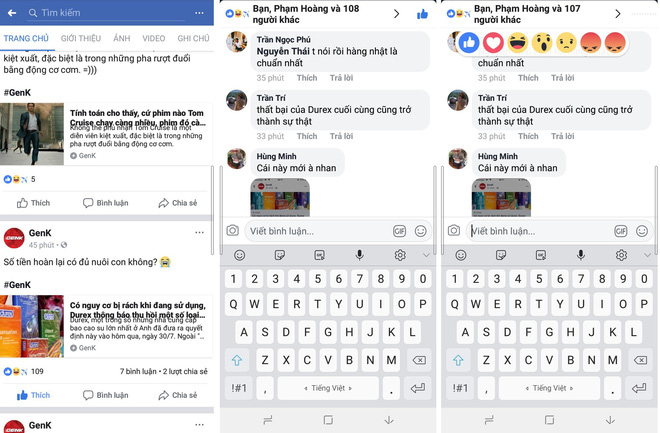 Tìm kiếm
TRANG CHỦ
GIỚI THIỆU
ẢNH
VIDEO
GHI CHÚ
kiệt xuất, đặc biệt là trong những pha rượt đuổi
bằng động cơ cơm. =)))
#GenK
Tính toán cho thấy, cứ phim nào Tom
Cruise chạy càng nhiều, phim đó cà...
Không thể phủ nhận Tom Cruise là một
diễn viên kiệt xuất, đặc biệt là trong những
pha rượt đuổi bằng động cơ cơm.
GenK
5
Thích
Bình luận
Chia sẻ
GenK
45 phút
Số tiền hoàn lại có đủ nuôi con không?
#GenK
Có nguy cơ bị rách khi đang sử dụng,
Durex thông báo thu hồi một số loại...
Durex, một trong số những nhà cung cấp
bao cao su lớn nhất ở Anh đã đưa ra quyết
định này vào hôm qua, ngày 30/7. Ngoài "...
GenK
109
7 bình luận • 2 lượt chia sẻ
Thích
Bình luận
Chia sẻ
GenK
Bạn, Phạm Hoàng và 108
người khác
Trần Ngọc Phú
Nguyễn Thái t nói rồi hàng nhật là
chuẩn nhất
35 phút
Thích
Trả lời
Trần Trí
thất bại của Durex cuối cùng cũng trở
thành sự thật
33 phút
Thích
Trả lời
Hùng Minh
Cái này mới à nhan
Viết bình luận...
GIF
1 2 3 4 5 6 7 8 9 0
Q W E R T Y U I O P
A S D F G H J K L
Z X C V B N M
!#1
,
Tiếng Việt
.
Bạn, Phạm Hoàng và 107
người khác
chuẩn nhất
35 phút
Thích
Trả lời
Trần Trí
thất bại của Durex cuối cùng cũng trở
thành sự thật
33 phút
Thích
Trả lời
Hùng Minh
Cái này mới à nhan
Viết bình luận...
GIF
1 2 3 4 5 6 7 8 9 0
Q W E R T Y U I O P
A S D F G H J K L
Z X C V B N M
!#1
,
Tiếng Việt
.